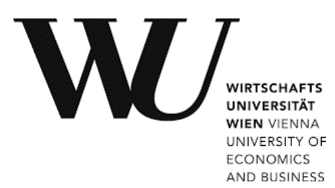 WU
WIRTSCHAFTS
UNIVERSITÄT
WIEN VIENNA
UNIVERSITY OF
ECONOMICS
AND BUSINESS